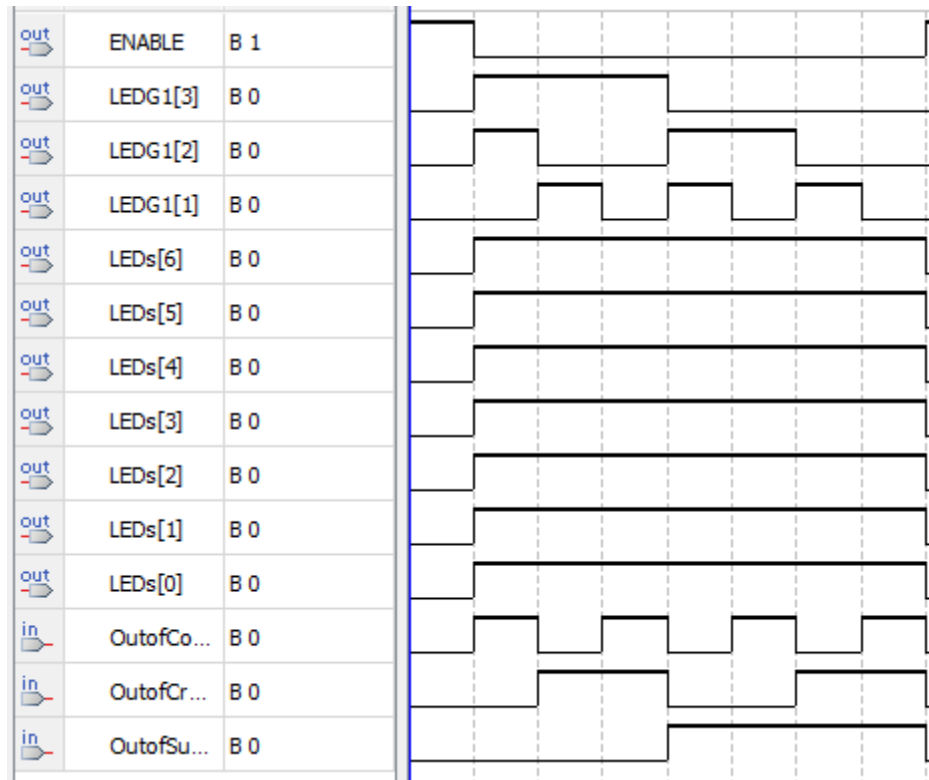 out ENABLE B 1
out LEDG1[3] B 0
out LEDG1[2] B 0
out LEDG1[1] B 0
out LEDs[6] B 0
out LEDs[5] B 0
out LEDs[4] B 0
out LEDs[3] B 0
out LEDs[2] B 0
out LEDs[1] B 0
out LEDs[0] B 0
in OutofCo... B 0
in OutofCr... B 0
in OutofSu... B 0